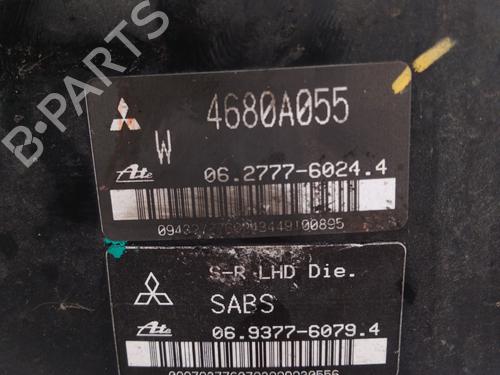 B-PARTS
4680A055
W
Ate
06.2777-6024.4
S-R LHD Die.
SABS
Ate
06.9377-6079.4